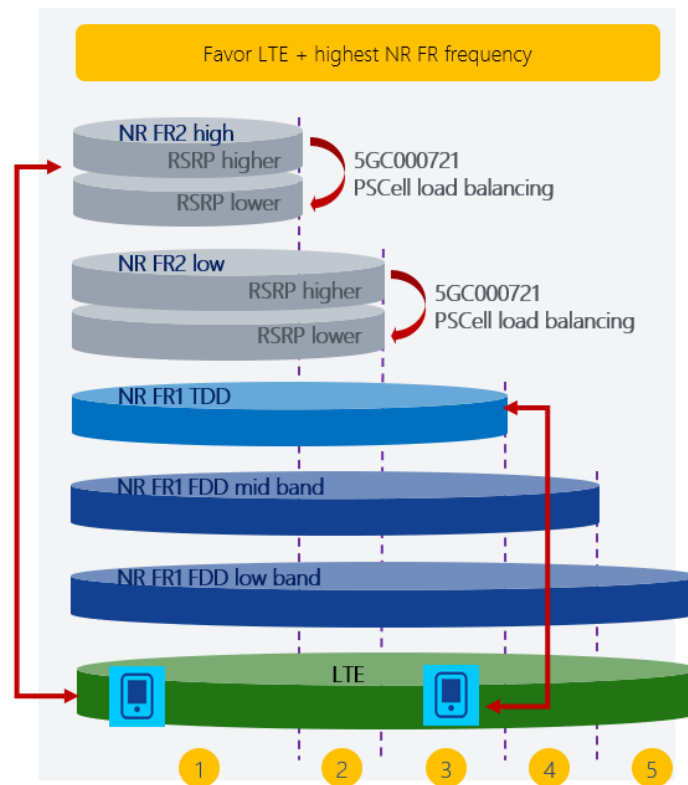 Favor LTE + highest NR FR frequency
NR FR2 high
RSRP higher
5GC000721
PSCell load balancing
RSRP lower
NR FR2 low
RSRP higher
5GC000721
PSCell load balancing
RSRP lower
NR FR1 TDD
NR FR1 FDD mid band
NR FR1 FDD low band
LTE
1 2 3 4 5